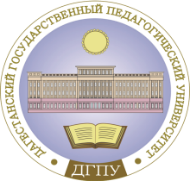 ДАГЕСТАНСКИЙ ГОСУДАРСТВЕННЫЙ ПЕДАГОГИЧЕСКИЙ УНИВЕРСИТЕТ
ДГПУ